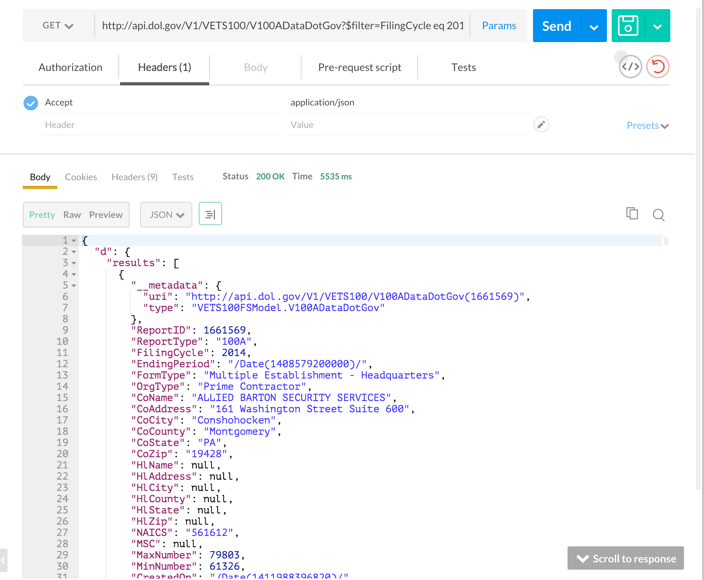 GET http://api.dol.gov/V1/VETS100/V100ADataDotGov?$filter=FilingCycle eq 201 Params Send
Authorization Headers (1) Body Pre-request script Tests </>
Accept application/json
Header Value Presets
Body Cookies Headers (9) Tests Status 200 OK Time 5535 ms
Pretty Raw Preview JSON
1 {
2 "d": {
3 "results": [
4 {
5 "__metadata": {
6 "uri": "http://api.dol.gov/V1/VETS100/V100ADataDotGov(1661569)",
7 "type": "VETS100FSModel.V100ADataDotGov"
8 },
9 "ReportID": 1661569,
10 "ReportType": "100A",
11 "FilingCycle": 2014,
12 "EndingPeriod": "/Date(1408579200000)/",
13 "FormType": "Multiple Establishment - Headquarters",
14 "OrgType": "Prime Contractor",
15 "CoName": "ALLIED BARTON SECURITY SERVICES",
16 "CoAddress": "161 Washington Street Suite 600",
17 "CoCity": "Conshohocken",
18 "CoCounty": "Montgomery",
19 "CoState": "PA",
20 "CoZip": "19428",
21 "HlName": null,
22 "HlAddress": null,
23 "HlCity": null,
24 "HlCounty": null,
25 "HlState": null,
26 "HlZip": null,
27 "NAICS": "561612",
28 "MSC": null,
29 "MaxNumber": 79803,
30 "MinNumber": 61326,
31 "CreatedOn": "/Date(1411988396820)/"
Scroll to response